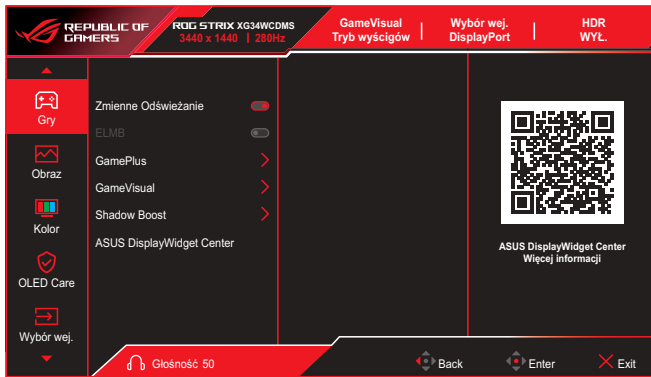 REPUBLIC OF
GAMERS
ROG STRIX XG34WCDMS
3440 x 1440 | 280Hz
GameVisual
Tryb wyścigów
Wybór wej.
DisplayPort
HDR
WYŁ.
Gry
Obraz
Kolor
OLED Care
Wybór wej.
Zmienne Odświeżanie
ELMB
GamePlus
GameVisual
Shadow Boost
ASUS DisplayWidget Center
ASUS DisplayWidget Center
Więcej informacji
Głośność 50
Back
Enter
Exit